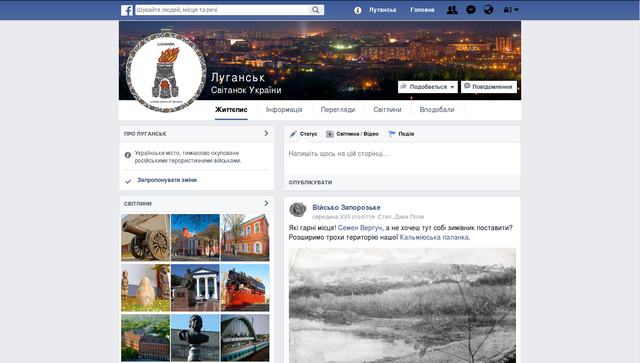 Шукайте людей, місця та речі
Луганськ
Головна
LUHANSK
Луганськ
Світанок України
Подобається
Повідомлення
Життєпис
Інформація
Перегляди
Світлини
Вподобали
ПРО ЛУГАНСЬК
Українське місто, тимчасово окуповане
російськими терористичними військами.
Запропонувати зміни
СВІТЛИНИ
Статус
Світлина / Відео
Подія
Напишіть щось на цій сторінці...
ОПУБЛІКУВАТИ
Військо Запорозьке
середина XVII століття· Степ, Дике Поле
Які гарні місця! Семен Вергун, а не хочеш тут собі зимівник поставити?
Розширимо трохи територію нашої Кальміюська паланка.